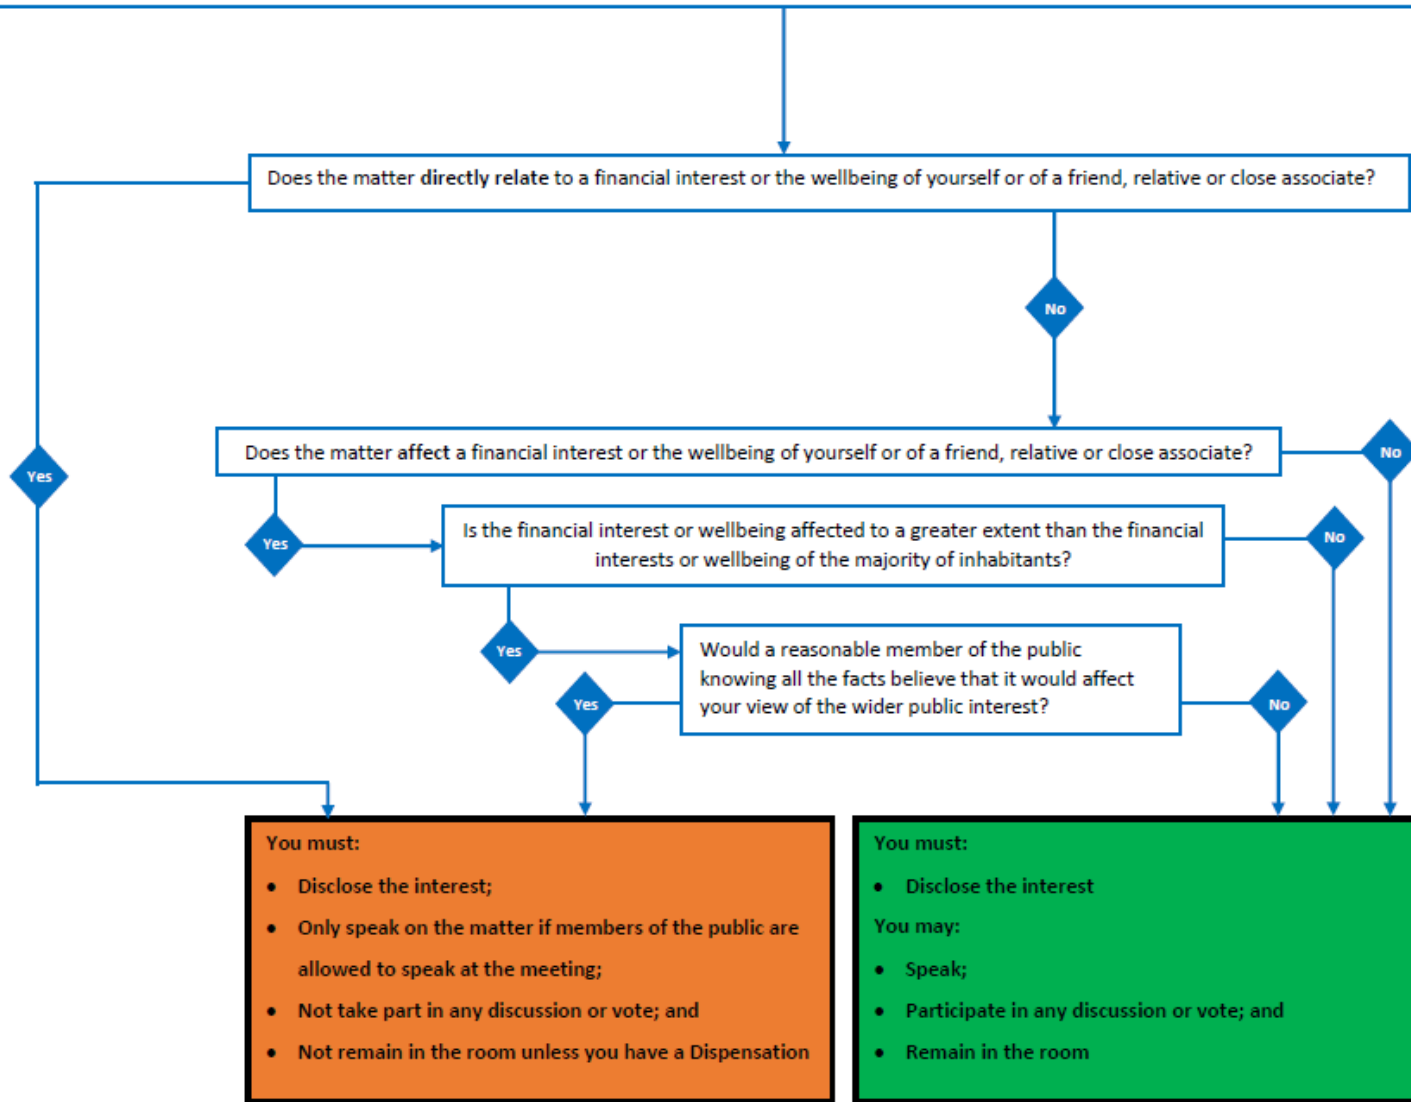 Does the matter directly relate to a financial interest or the wellbeing of yourself or of a friend, relative or close associate?
No
Does the matter affect a financial interest or the wellbeing of yourself or of a friend, relative or close associate?
No
Yes
Yes
Is the financial interest or wellbeing affected to a greater extent than the financial
interests or wellbeing of the majority of inhabitants?
No
Yes
Would a reasonable member of the public
knowing all the facts believe that it would affect
your view of the wider public interest?
Yes
No
You must:
• Disclose the interest;
• Only speak on the matter if members of the public are
allowed to speak at the meeting;
• Not take part in any discussion or vote; and
• Not remain in the room unless you have a Dispensation
You must:
• Disclose the interest
You may:
• Speak;
• Participate in any discussion or vote; and
• Remain in the room